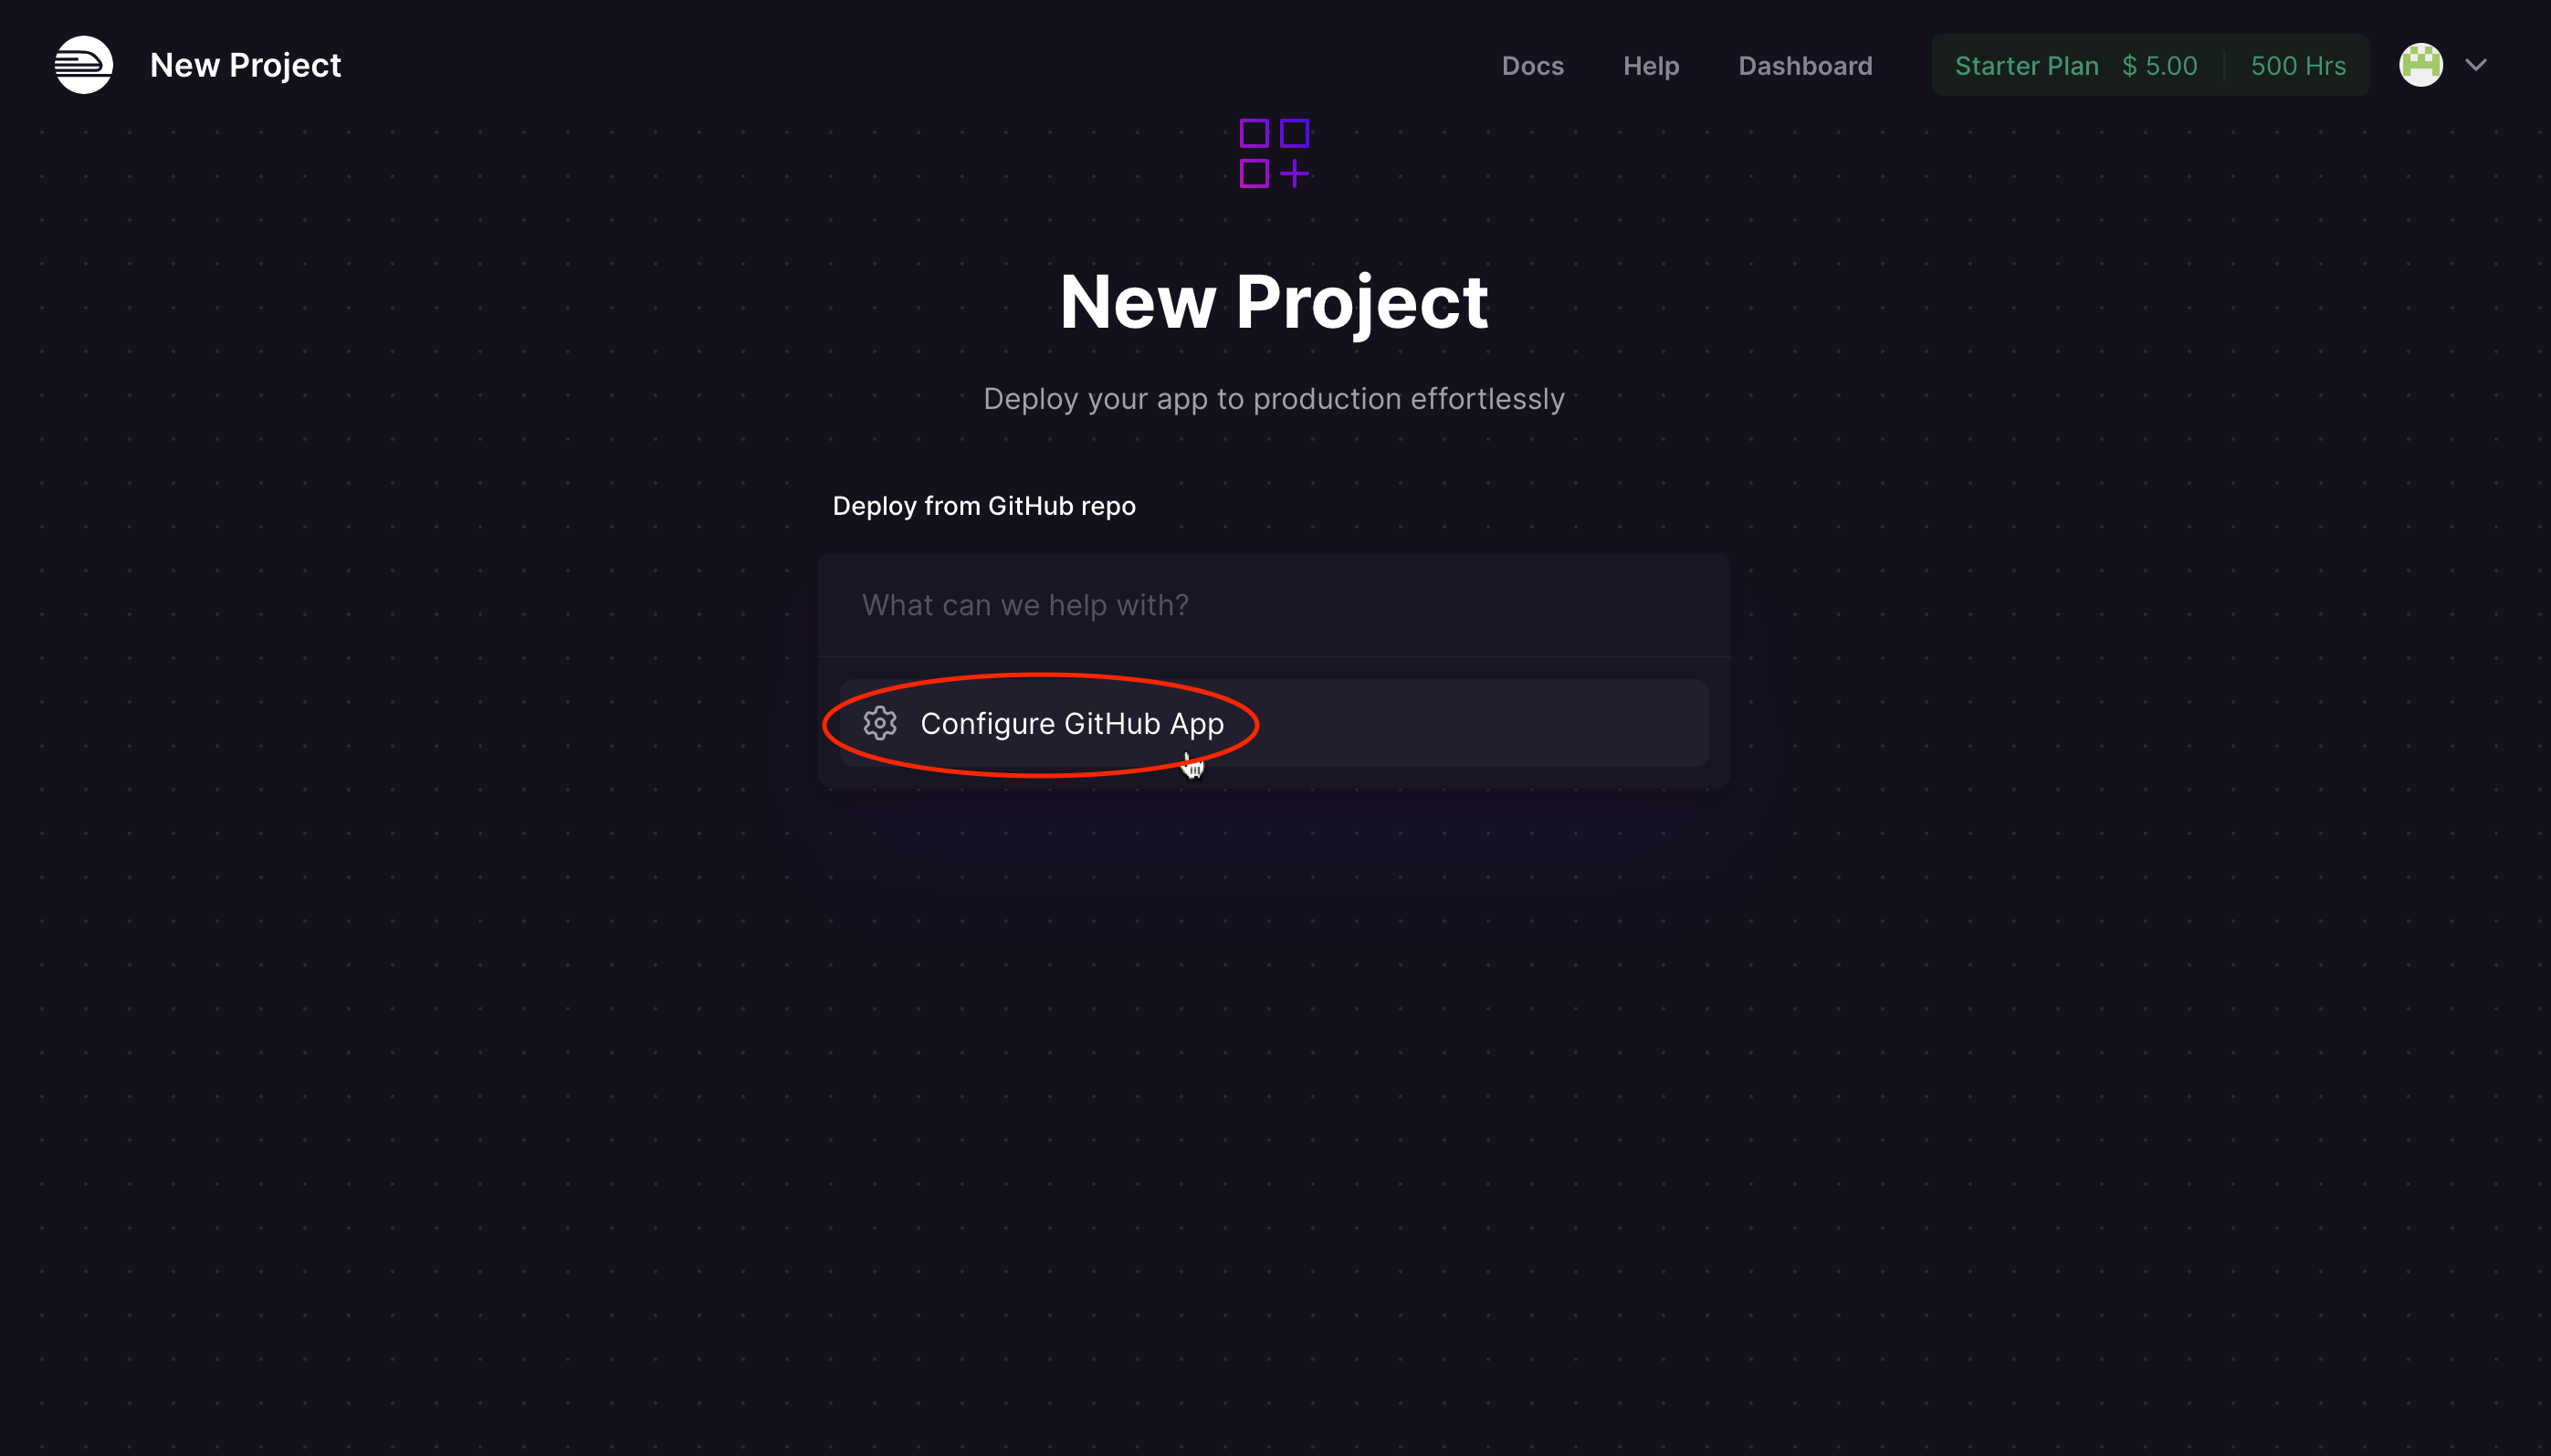 New Project
Docs Help Dashboard Starter Plan $ 5.00 500 Hrs
New Project
Deploy your app to production effortlessly
Deploy from GitHub repo
What can we help with?
Configure GitHub App